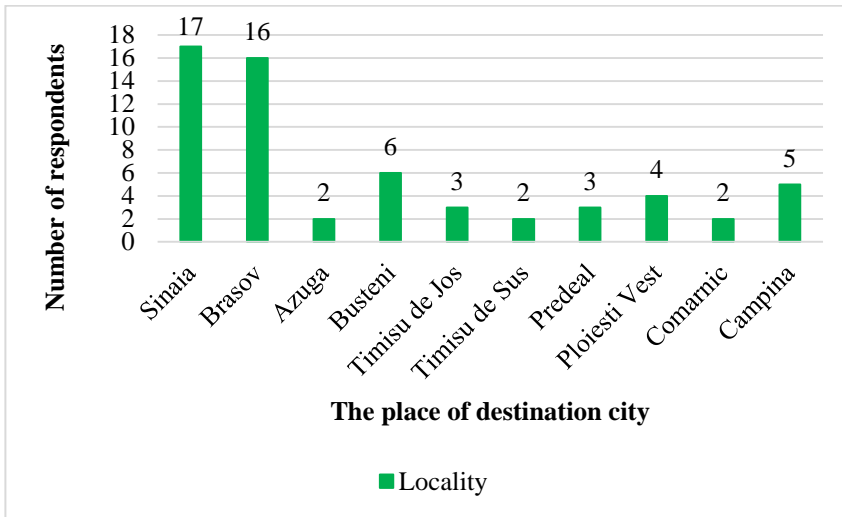 Number of respondents
18
16
14
12
10
8
6
4
2
0
17
16
2
6
3
2
3
4
2
5
Sinaia
Brasov
Azuga
Busteni
Timisu de Jos
Timisu de Sus
Predeal
Ploiesti Vest
Comarnic
Campina
The place of destination city
Locality